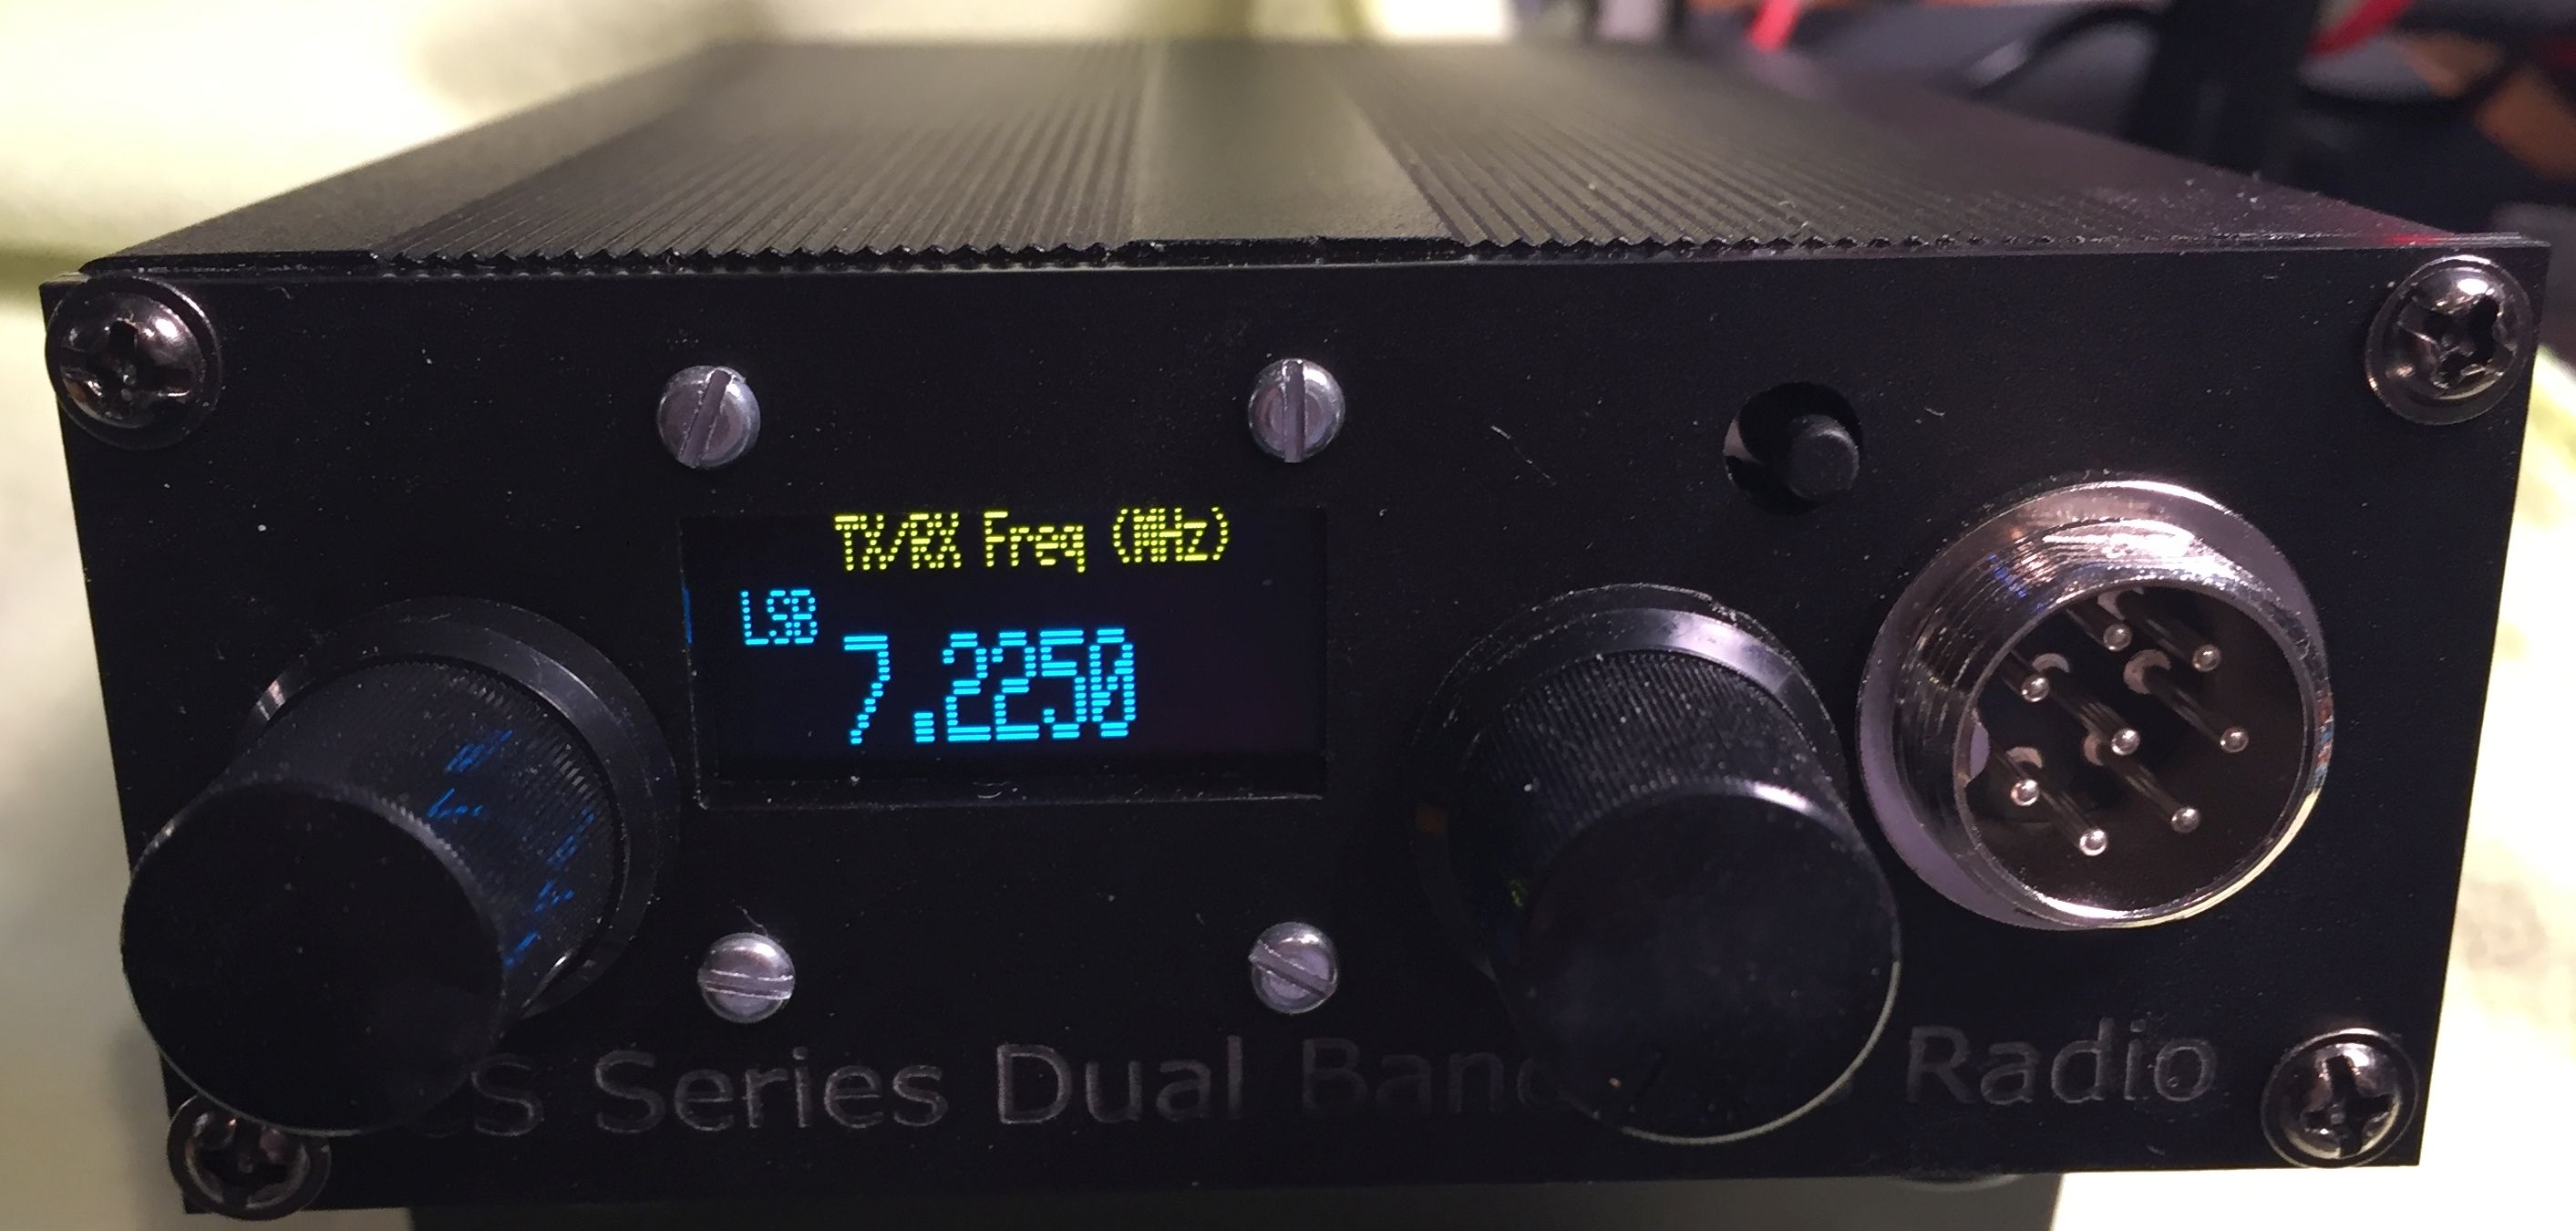 TX/RX Freq (MHz)
LSB
7.2250
Series Dual Radio